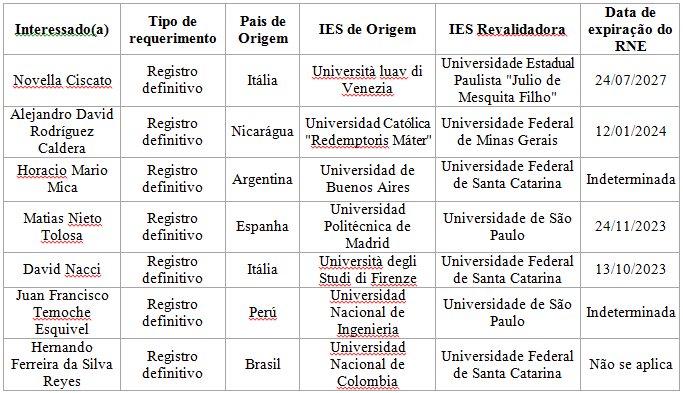 Interessado(a) Tipo de requerimento Pais de Origem IES de Origem IES Revalidadora Data de expiração do RNE
Novella Ciscato Registro definitivo Itália Università luav di Venezia Universidade Estadual Paulista "Julio de Mesquita Filho" 24/07/2027
Alejandro David Rodríguez Caldera Registro definitivo Nicarágua Universidad Católica "Redemptoris Máter" Universidade Federal de Minas Gerais 12/01/2024
Horacio Mario Mica Registro definitivo Argentina Universidad de Buenos Aires Universidade Federal de Santa Catarina Indeterminada
Matias Nieto Tolosa Registro definitivo Espanha Universidad Politécnica de Madrid Universidade de São Paulo 24/11/2023
David Nacci Registro definitivo Itália Università degli Studi di Firenze Universidade Federal de Santa Catarina 13/10/2023
Juan Francisco Temoche Esquivel Registro definitivo Perú Universidad Nacional de Ingenieria Universidade de São Paulo Indeterminada
Hernando Ferreira da Silva Reyes Registro definitivo Brasil Universidad Nacional de Colombia Universidade Federal de Santa Catarina Não se aplica